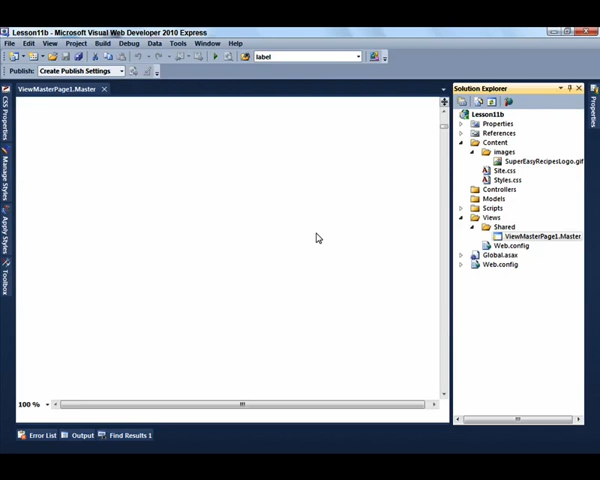 Lesson11b - Microsoft Visual Web Developer 2010 Express
File Edit View Project Build Debug Data Tools Window Help
label
Publish: Create Publish Settings
ViewMasterPage1.Master
Solution Explorer
Lesson11b
Properties
References
Content
images
SuperEasyRecipesLogo.gif
Site.css
Styles.css
Controllers
Models
Scripts
Views
Shared
ViewMasterPage1.Master
Web.config
Global.asax
Web.config
CSS Properties
Manage Styles
Apply Styles
Toolbox
Properties
100 %
Error List Output Find Results 1